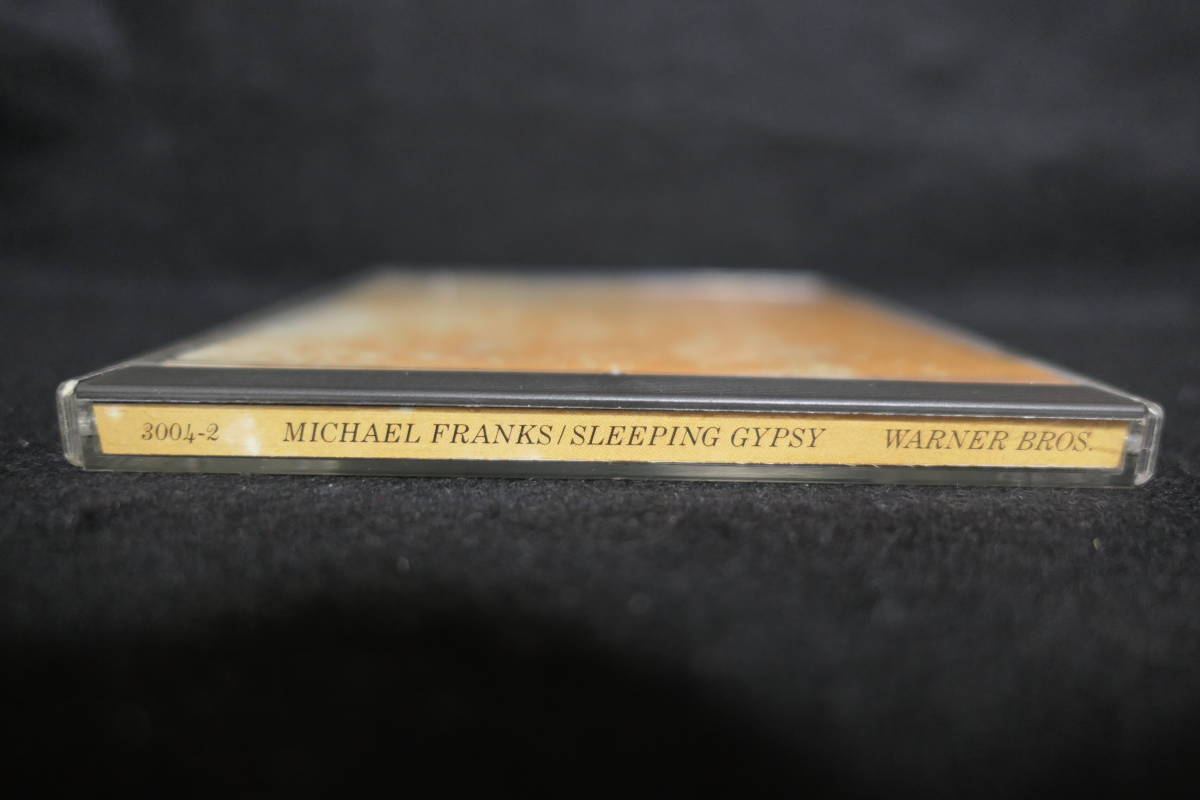 3004-2 MICHAEL FRANKS/SLEEPING GYPSY WARNER BROS.